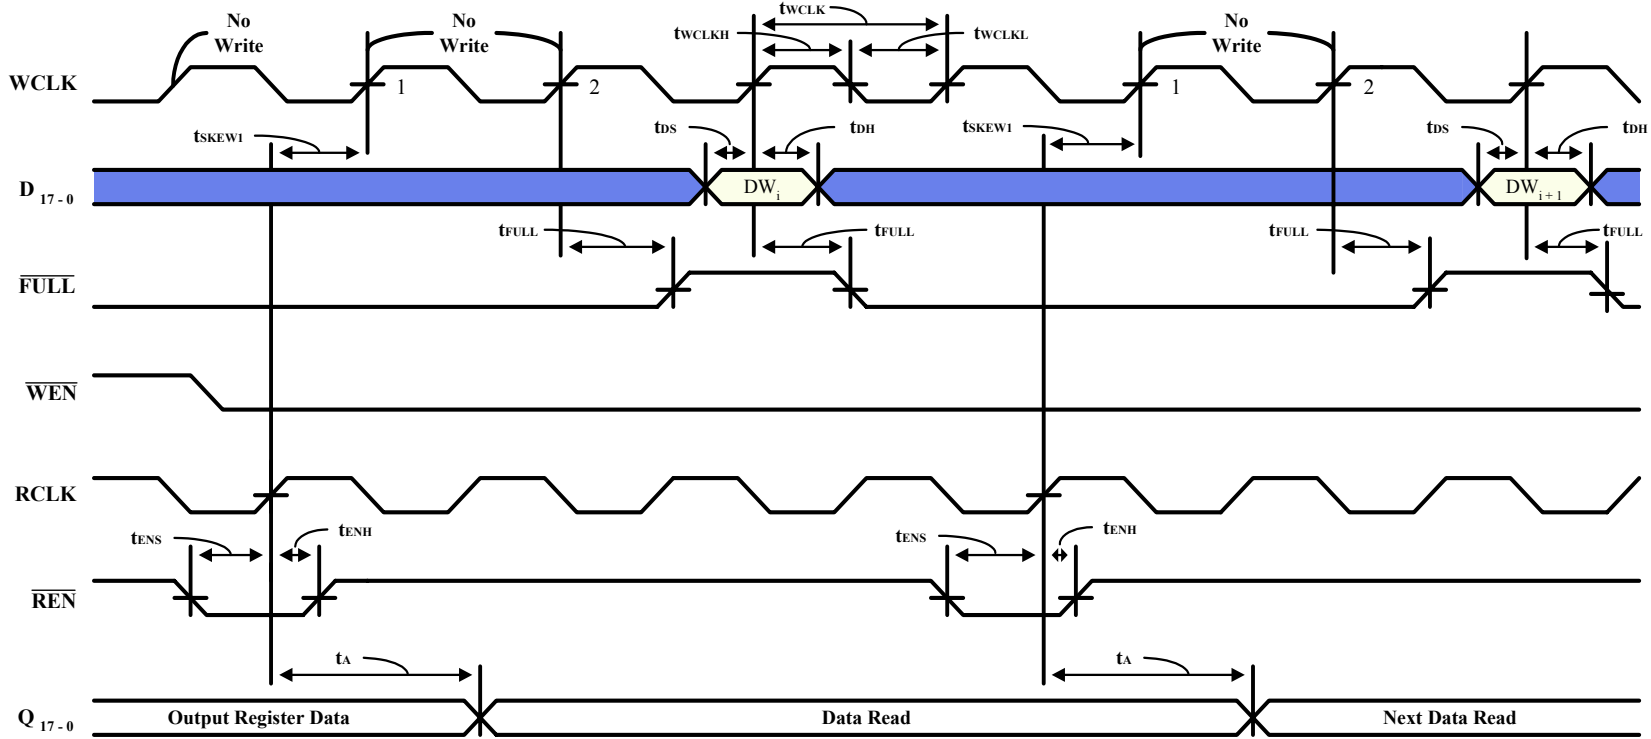 No Write
No Write
tWCLK
tWCLKH
tWCLKL
No Write
WCLK
1
2
1
2
tSKEW1
tDS
tDH
tSKEW1
tDS
tDH
D 17 - 0
DWi
DWi + 1
tFULL
tFULL
tFULL
tFULL
FULL
WEN
RCLK
tENS
tENH
tENS
tENH
REN
tA
tA
Q 17 - 0
Output Register Data
Data Read
Next Data Read